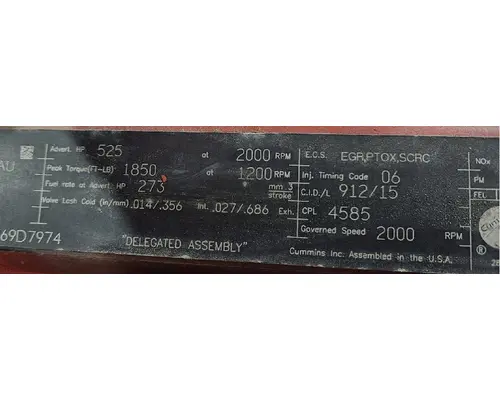 AU
Advert. HP 525 at 2000 RPM
Peak Torque(FT-LB) 1850 at 1200 RPM
Fuel rate at Advert. HP 273 mm 3 stroke
Valve Lash Cold (in/mm) .014/.356 Int. .027/.686 Exh.
69D7974 "DELEGATED ASSEMBLY"
E.C.S. EGR,PTOX,SCRC
Inj. Timing Code 06
C.I.D./L 912/15
CPL 4585
Governed Speed 2000 RPM
Cummins Inc. Assembled in the U.S.A.
NOx
PM
FEL
PM
®